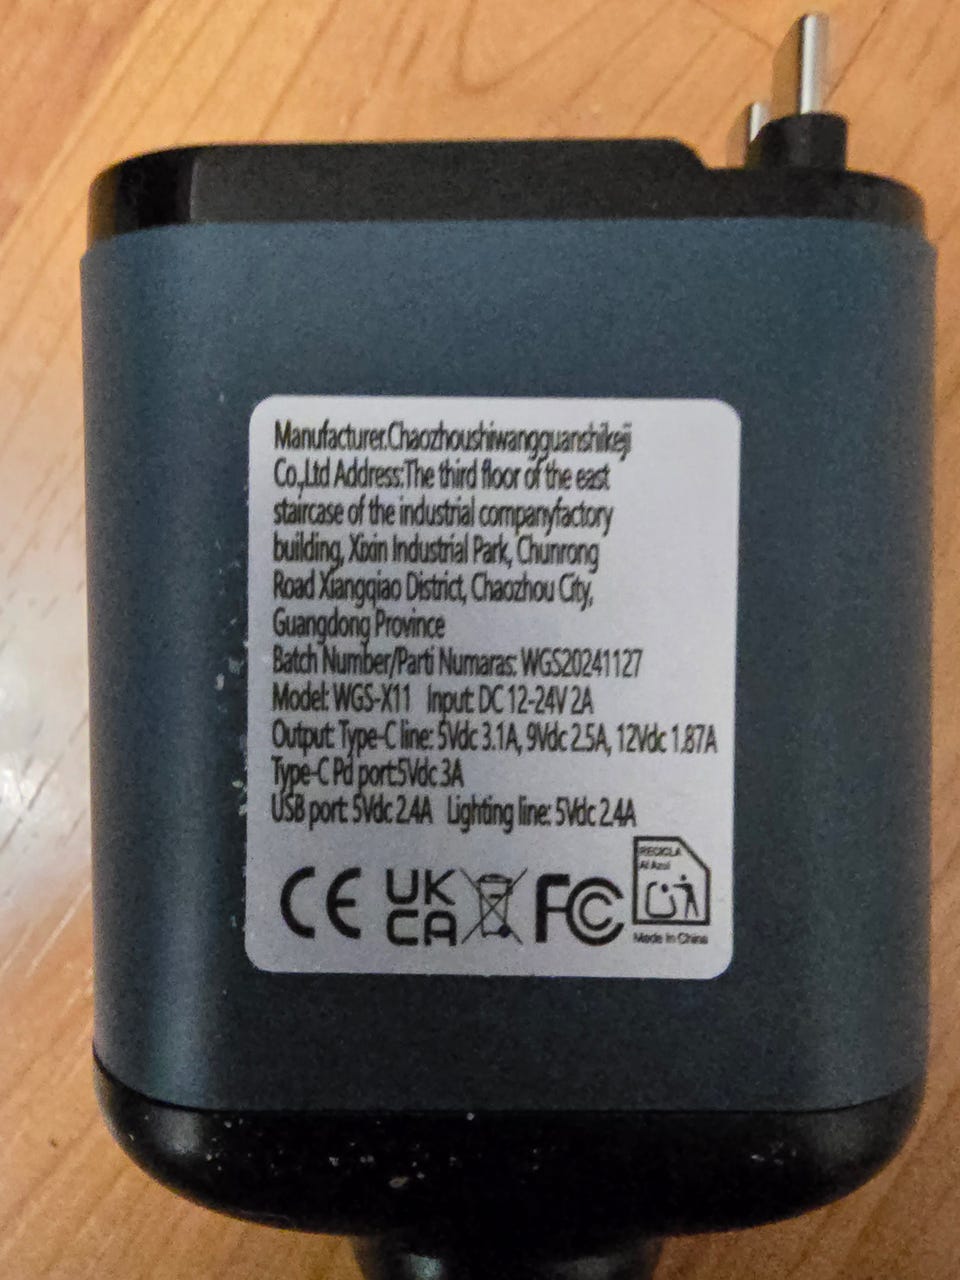 Manufacturer:Chaozhoushiwangguanshikeji
Co.,Ltd Address:The third floor of the east
staircase of the industrial companyfactory
building, Xixin Industrial Park, Chunrong
Road Xiangqiao District, Chaozhou City,
Guangdong Province
Batch Number/Parti Numaras: WGS20241127
Model: WGS-X11 Input: DC 12-24V 2A
Output: Type-C line: 5Vdc 3.1A, 9Vdc 2.5A, 12Vdc 1.87A
Type-C Pd port:5Vdc 3A
USB port: 5Vdc 2.4A Lighting line: 5Vdc 2.4A
CE UK CA FC
RECICLA
Al Azul
Made In China